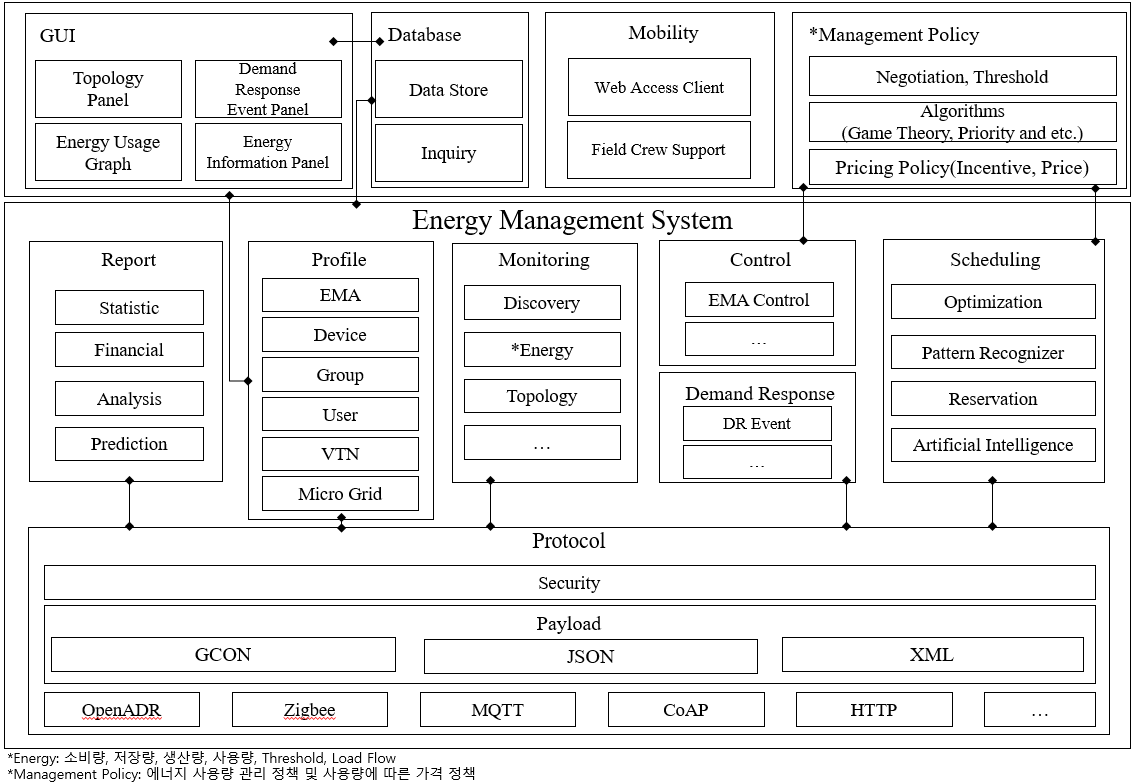 GUI
Topology
Panel
Demand
Response
Event Panel
Energy Usage
Graph
Energy
Information Panel
Database
Data Store
Inquiry
Mobility
Web Access Client
Field Crew Support
*Management Policy
Negotiation, Threshold
Algorithms
(Game Theory, Priority and etc.)
Pricing Policy(Incentive, Price)
Energy Management System
Report
Statistic
Financial
Analysis
Prediction
Profile
EMA
Device
Group
User
VTN
Micro Grid
Monitoring
Discovery
*Energy
Topology
…
Control
EMA Control
…
Demand Response
DR Event
…
Scheduling
Optimization
Pattern Recognizer
Reservation
Artificial Intelligence
Protocol
Security
Payload
GCON
JSON
XML
OpenADR
Zigbee
MQTT
CoAP
HTTP
…
*Energy: 소비량, 저장량, 생산량, 사용량, Threshold, Load Flow
*Management Policy: 에너지 사용량 관리 정책 및 사용량에 따른 가격 정책